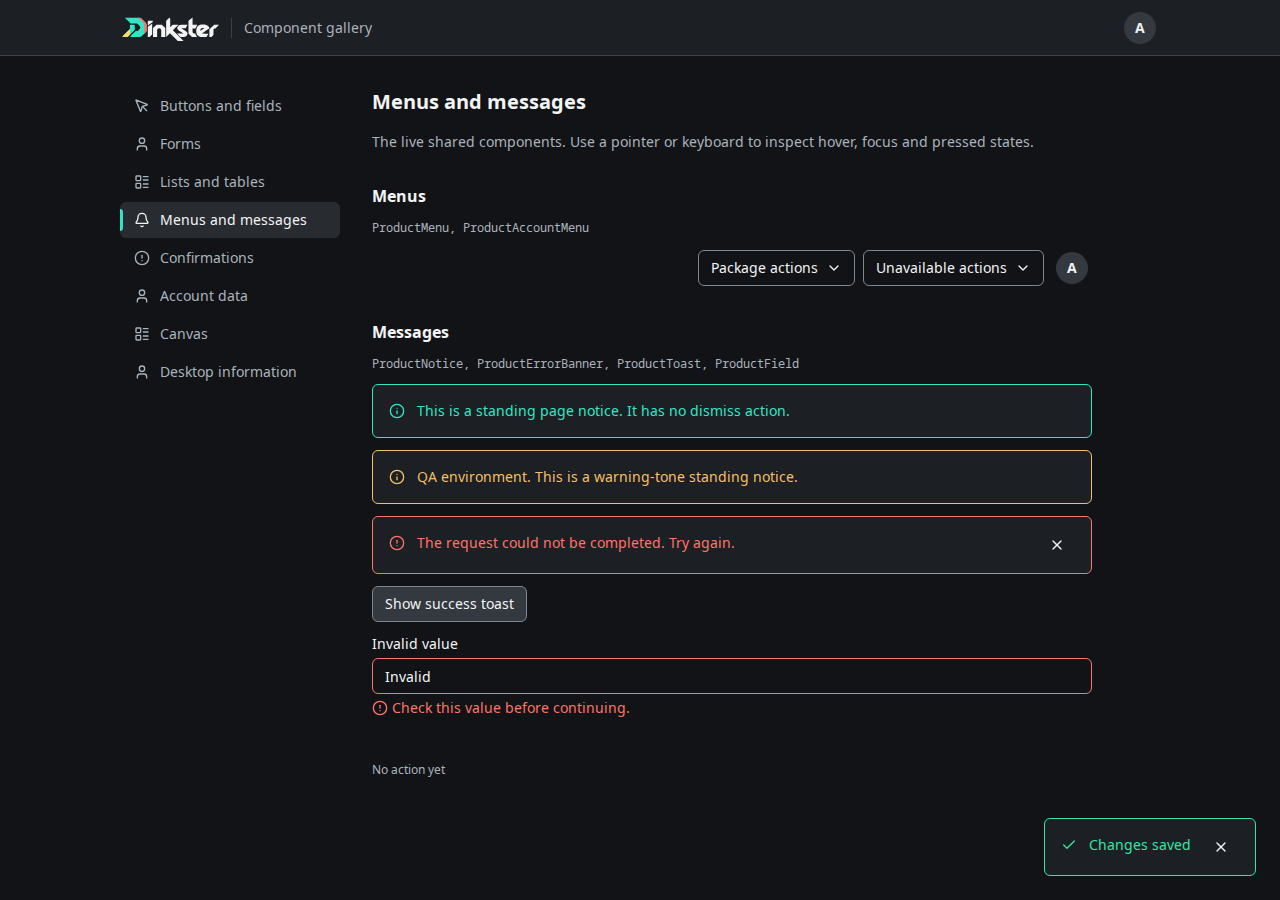 Dinkster
Component gallery
A
Buttons and fields
Forms
Lists and tables
Menus and messages
Confirmations
Account data
Canvas
Desktop information
Menus and messages
The live shared components. Use a pointer or keyboard to inspect hover, focus and pressed states.
Menus
ProductMenu, ProductAccountMenu
Package actions
Unavailable actions
A
Messages
ProductNotice, ProductErrorBanner, ProductToast, ProductField
This is a standing page notice. It has no dismiss action.
QA environment. This is a warning-tone standing notice.
The request could not be completed. Try again.
Show success toast
Invalid value
Invalid
Check this value before continuing.
No action yet
Changes saved